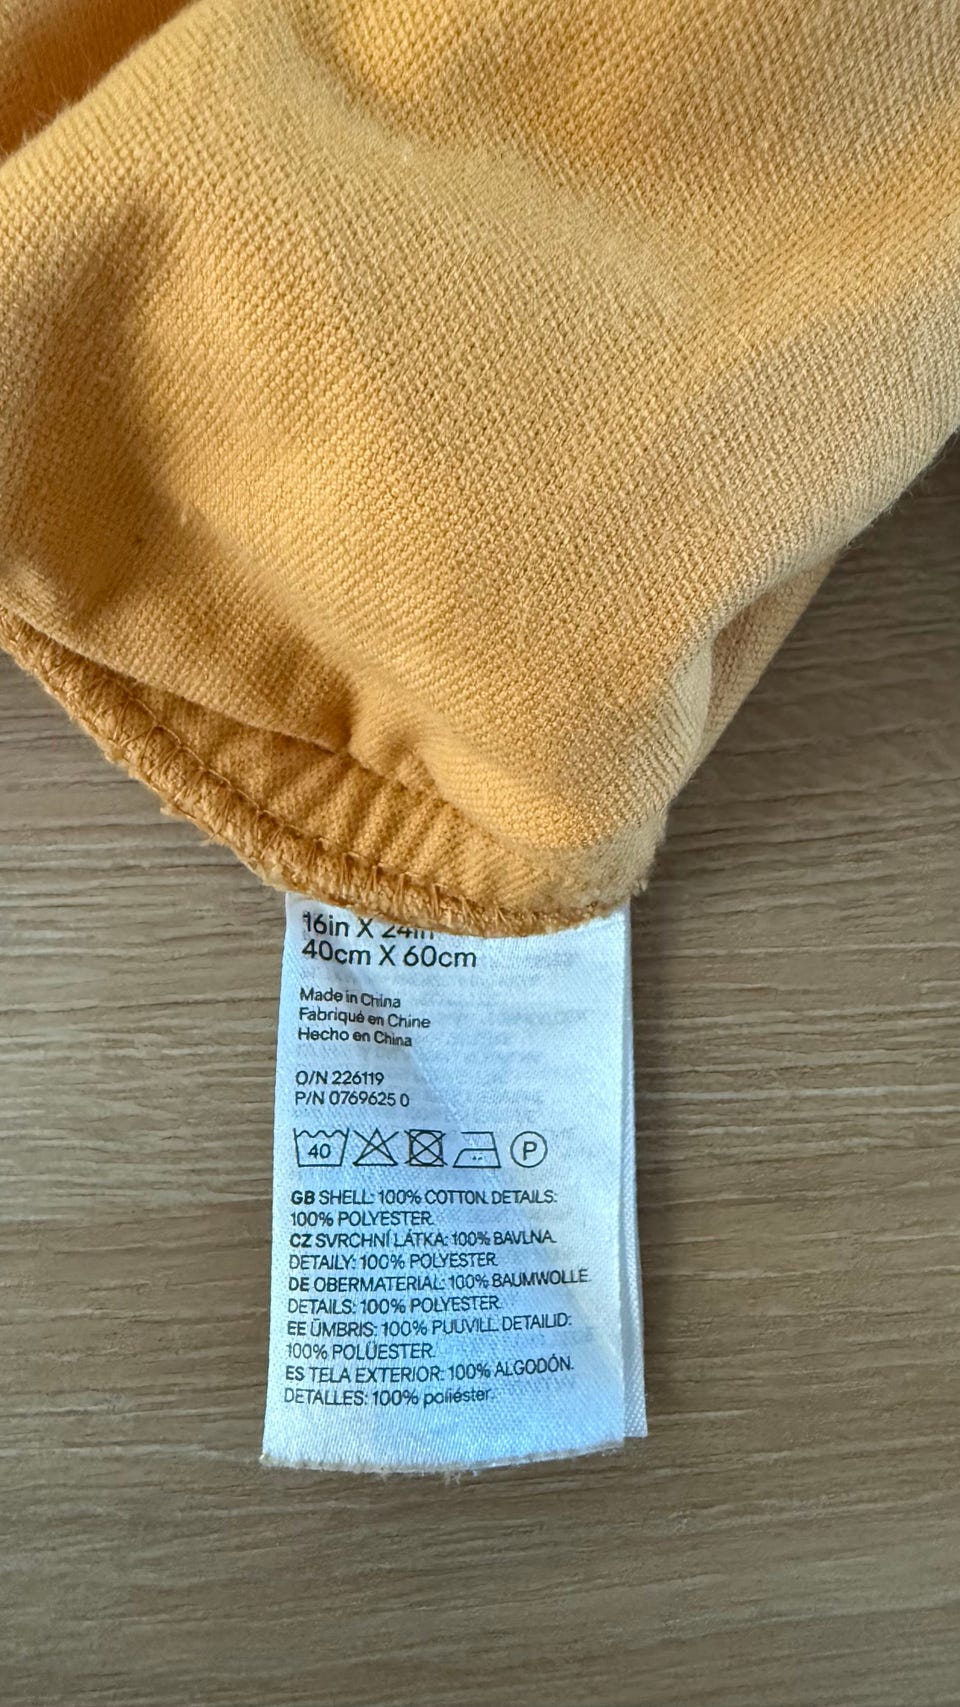 16in X 24in
40cm X 60cm
Made in China
Fabriqué en Chine
Hecho en China
O/N 226119
P/N 0769625 0
40 P
GB SHELL: 100% COTTON. DETAILS:
100% POLYESTER.
CZ SVRCHNÍ LÁTKA: 100% BAVLNA.
DETAILY: 100% POLYESTER.
DE OBERMATERIAL: 100% BAUMWOLLE.
DETAILS: 100% POLYESTER.
EE ÜMBRIS: 100% PUUVILL. DETAILID:
100% POLÜESTER.
ES TELA EXTERIOR: 100% ALGODÓN.
DETALLES: 100% poliéster.